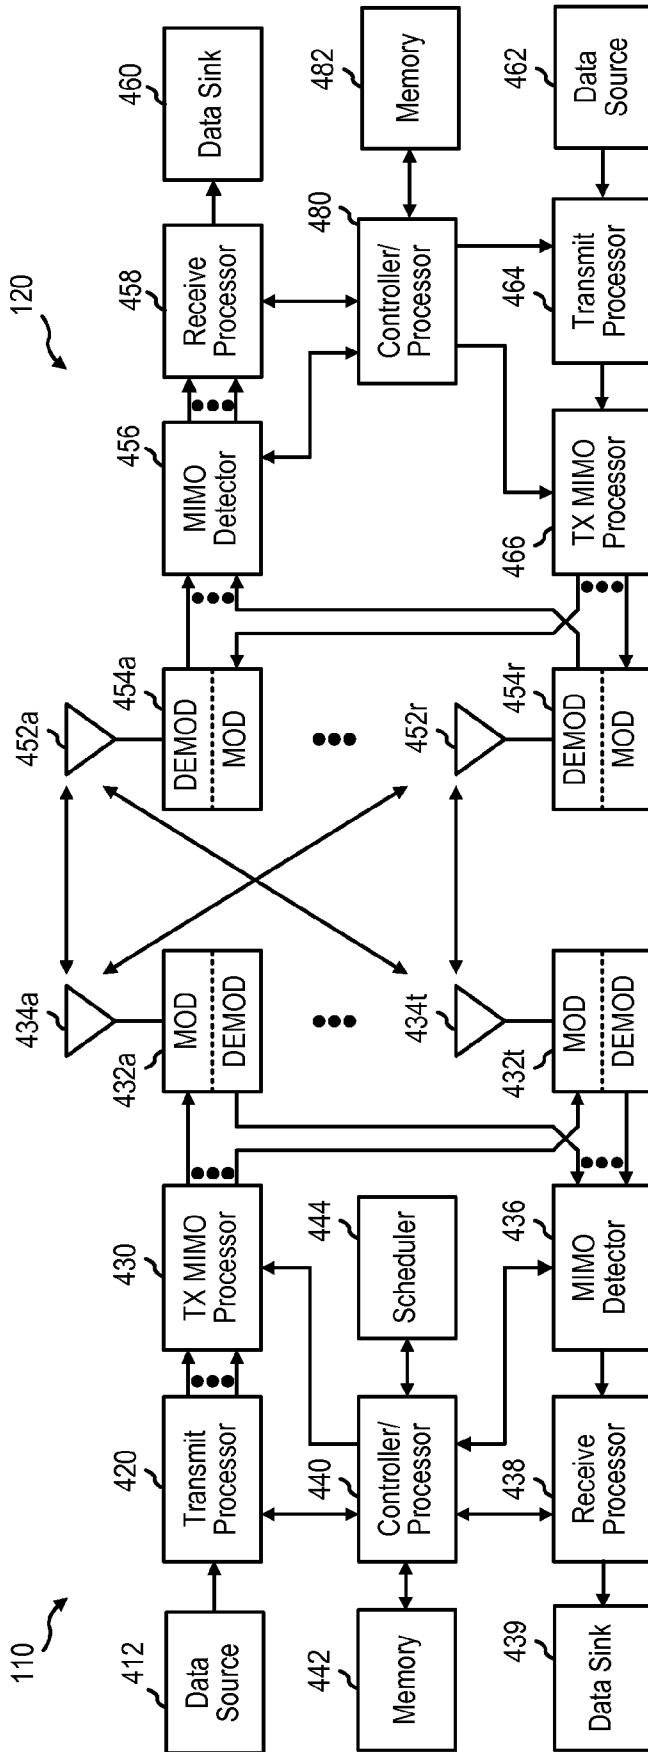 110
120
412
Data
Source
420
Transmit
Processor
430
TX MIMO
Processor
432a
MOD
DEMOD
434a
452a
454a
DEMOD
MOD
456
MIMO
Detector
458
Receive
Processor
460
Data Sink
442
Memory
440
Controller/
Processor
444
Scheduler
480
Controller/
Processor
482
Memory
439
Data Sink
438
Receive
Processor
436
MIMO
Detector
432t
MOD
DEMOD
434t
452r
454r
DEMOD
MOD
466
TX MIMO
Processor
464
Transmit
Processor
462
Data
Source